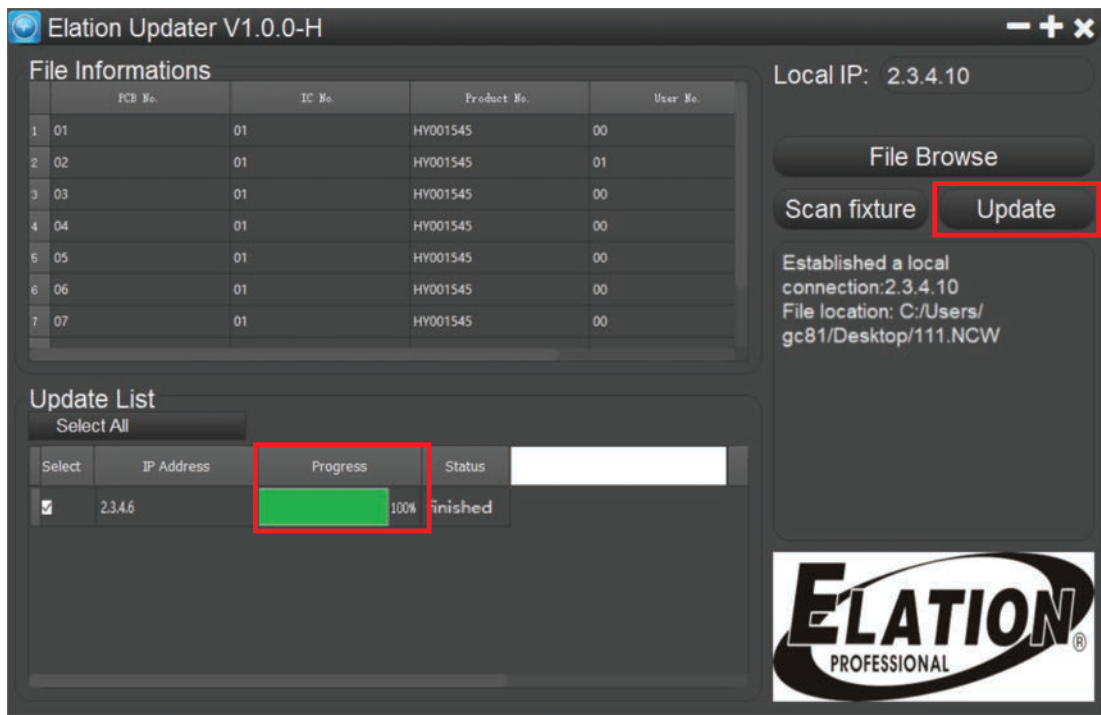 Elation Updater V1.0.0-H
File Informations
PCB No. IC No. Product No. User No.
1 01 01 HY001545 00
2 02 01 HY001545 01
3 03 01 HY001545 00
4 04 01 HY001545 00
5 05 01 HY001545 00
6 06 01 HY001545 00
7 07 01 HY001545 00
Update List
Select All
Select IP Address Progress Status
2.3.4.6 100% finished
Local IP: 2.3.4.10
File Browse
Scan fixture Update
Established a local
connection:2.3.4.10
File location: C:/Users/
gc81/Desktop/111.NCW
ELATION®
PROFESSIONAL